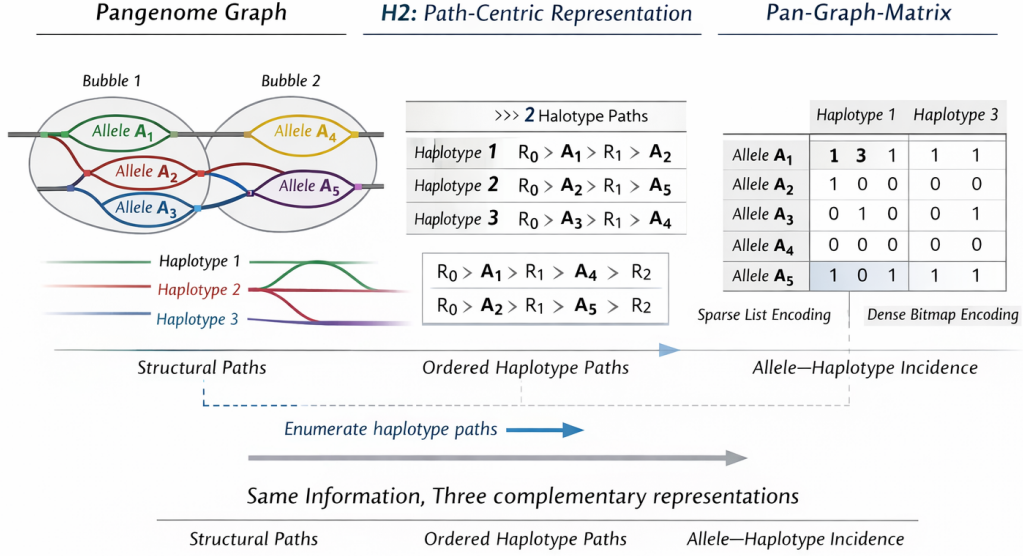 Pangenome Graph
H2: Path-Centric Representation
Pan-Graph-Matrix
Bubble 1
Bubble 2
Allele A1
Allele A4
Allele A2
Allele A5
Allele A3
Haplotype 1
Haplotype 2
Haplotype 3
>>> 2 Halotype Paths
Haplotype 1 R0 > A1 > R1 > A2
Haplotype 2 R0 > A2 > R1 > A5
Haplotype 3 R0 > A3 > R1 > A4
R0 > A1 > R1 > A4 > R2
R0 > A2 > R1 > A5 > R2
Haplotype 1 Haplotype 3
Allele A1 1 3 1 1 1
Allele A2 1 0 0 0 0
Allele A3 0 1 0 0 1
Allele A4 0 0 0 0 0
Allele A5 1 0 1 1 1
Sparse List Encoding
Dense Bitmap Encoding
Structural Paths
Ordered Haplotype Paths
Allele—Haplotype Incidence
Enumerate haplotype paths
Same Information, Three complementary representations
Structural Paths
Ordered Haplotype Paths
Allele—Haplotype Incidence